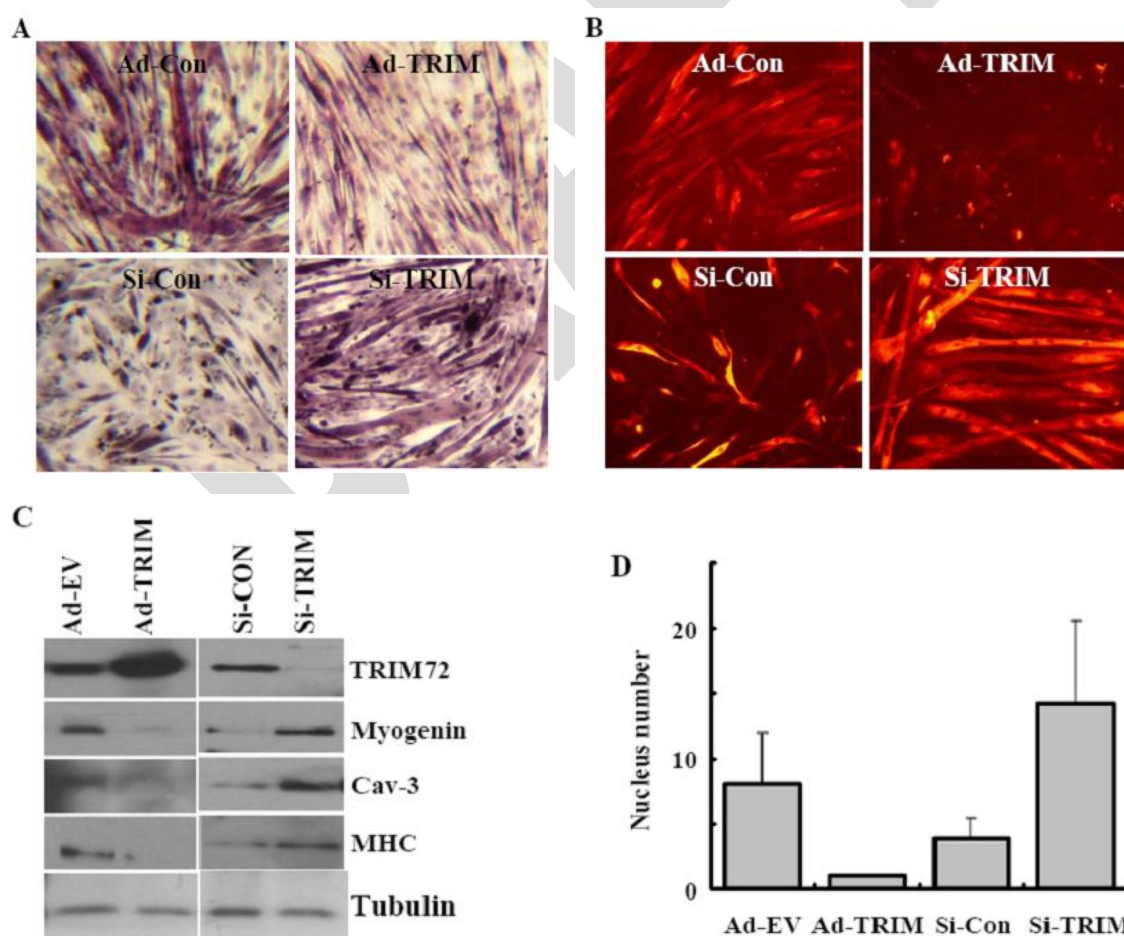 A
Ad-Con
Ad-TRIM
Si-Con
Si-TRIM
B
Ad-Con
Ad-TRIM
Si-Con
Si-TRIM
C
Ad-EV
Ad-TRIM
Si-CON
Si-TRIM
TRIM72
Myogenin
Cav-3
MHC
Tubulin
D
Nucleus number
20
10
0
Ad-EV Ad-TRIM Si-Con Si-TRIM